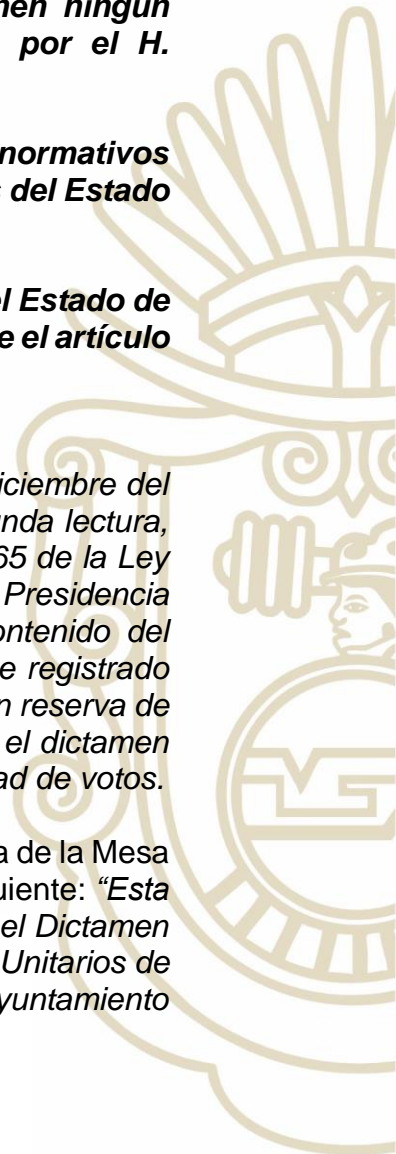 nen ningún
por el H.
normativos
s del Estado
el Estado de
e el artículo
iciembre del
unda lectura,
65 de la Ley
Presidencia
ontenido del
e registrado
n reserva de
el dictamen
ad de votos.
a de la Mesa
uiente: “Esta
el Dictamen
Unitarios de
yuntamiento